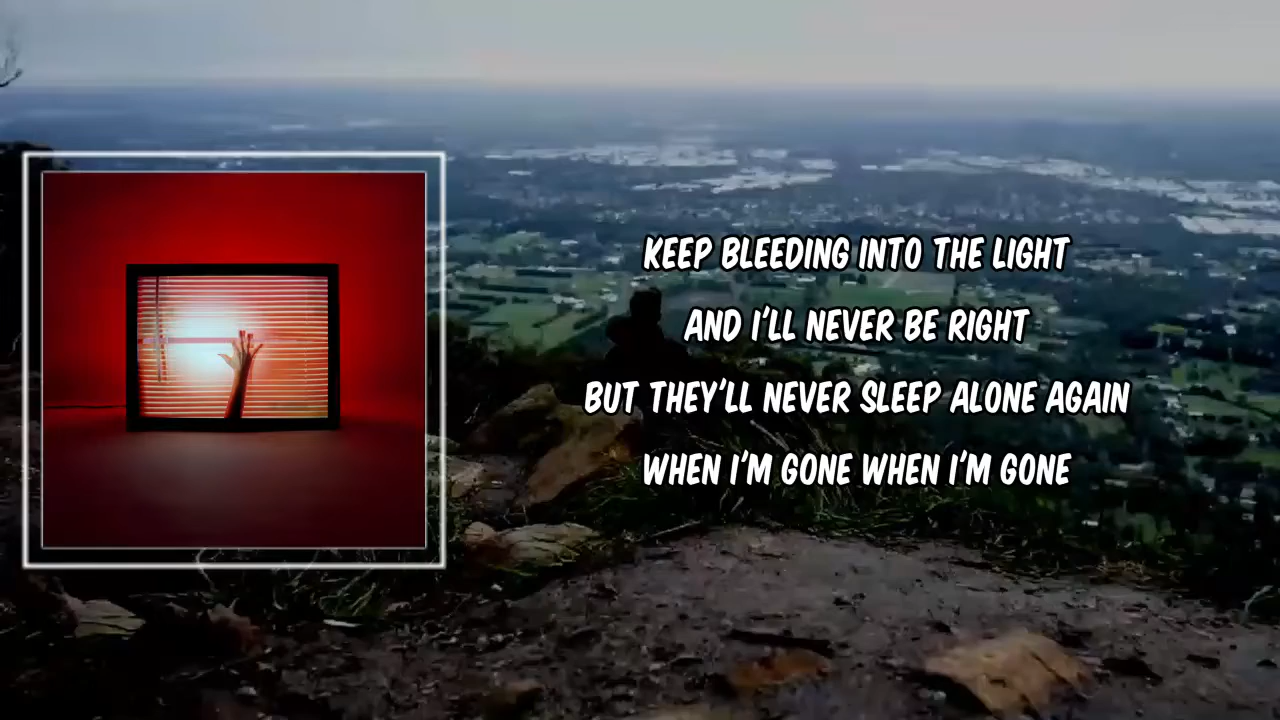 KEEP BLEEDING INTO THE LIGHT
AND I'LL NEVER BE RIGHT
BUT THEY'LL NEVER SLEEP ALONE AGAIN
WHEN I'M GONE WHEN I'M GONE